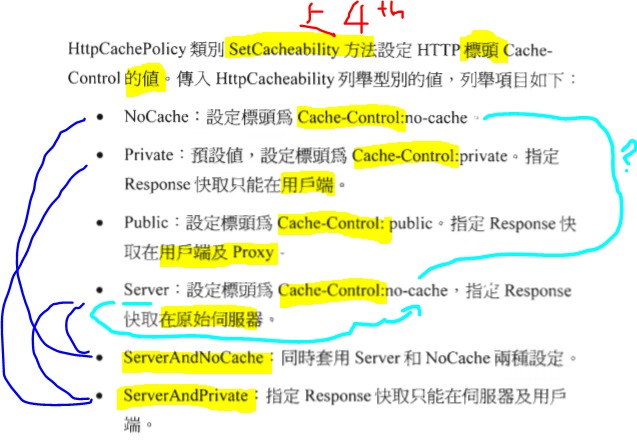 5 4th
HttpCachePolicy 類別 SetCacheability 方法設定 HTTP 標頭 Cache-
Control 的值。傳入 HttpCacheability 列舉型別的值，列舉項目如下：
• NoCache：設定標頭為 Cache-Control:no-cache。
• Private：預設值，設定標頭為 Cache-Control:private。指定
Response 快取只能在用戶端。
• Public：設定標頭為 Cache-Control: public。指定 Response 快
取在用戶端及 Proxy。
?
• Server：設定標頭為 Cache-Control:no-cache，指定 Response
快取在原始伺服器。
• ServerAndNoCache：同時套用 Server 和 NoCache 兩種設定。
• ServerAndPrivate：指定 Response 快取只能在伺服器及用戶
端。